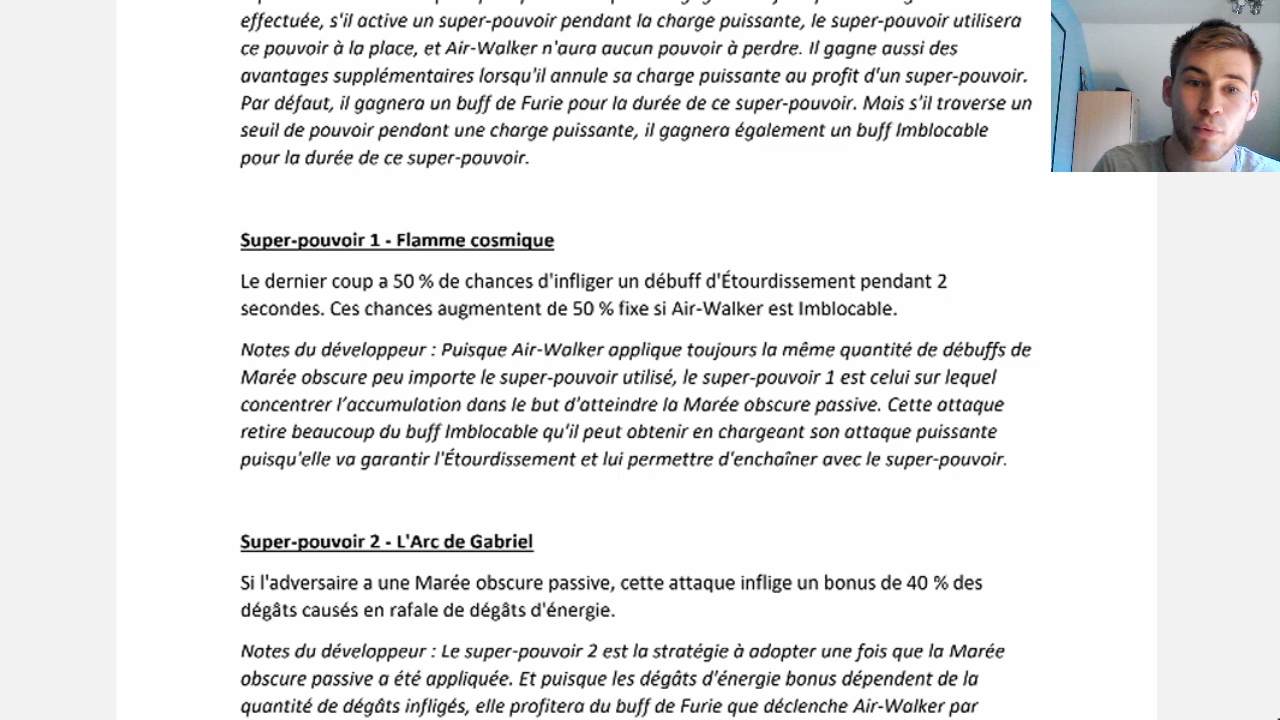 effectuée, s'il active un super-pouvoir pendant la charge puissante, le super-pouvoir utilisera
ce pouvoir à la place, et Air-Walker n'aura aucun pouvoir à perdre. Il gagne aussi des
avantages supplémentaires lorsqu'il annule sa charge puissante au profit d'un super-pouvoir.
Par défaut, il gagnera un buff de Furie pour la durée de ce super-pouvoir. Mais s'il traverse un
seuil de pouvoir pendant une charge puissante, il gagnera également un buff Imblocable
pour la durée de ce super-pouvoir.
Super-pouvoir 1 - Flamme cosmique
Le dernier coup a 50 % de chances d'infliger un débuff d'Étourdissement pendant 2
secondes. Ces chances augmentent de 50 % fixe si Air-Walker est Imblocable.
Notes du développeur : Puisque Air-Walker applique toujours la même quantité de débuffs de
Marée obscure peu importe le super-pouvoir utilisé, le super-pouvoir 1 est celui sur lequel
concentrer l’accumulation dans le but d'atteindre la Marée obscure passive. Cette attaque
retire beaucoup du buff Imblocable qu'il peut obtenir en chargeant son attaque puissante
puisqu'elle va garantir l'Étourdissement et lui permettre d'enchaîner avec le super-pouvoir.
Super-pouvoir 2 - L'Arc de Gabriel
Si l'adversaire a une Marée obscure passive, cette attaque inflige un bonus de 40 % des
dégâts causés en rafale de dégâts d'énergie.
Notes du développeur : Le super-pouvoir 2 est la stratégie à adopter une fois que la Marée
obscure passive a été appliquée. Et puisque les dégâts d'énergie bonus dépendent de la
quantité de dégâts infligés, elle profitera du buff de Furie que déclenche Air-Walker par